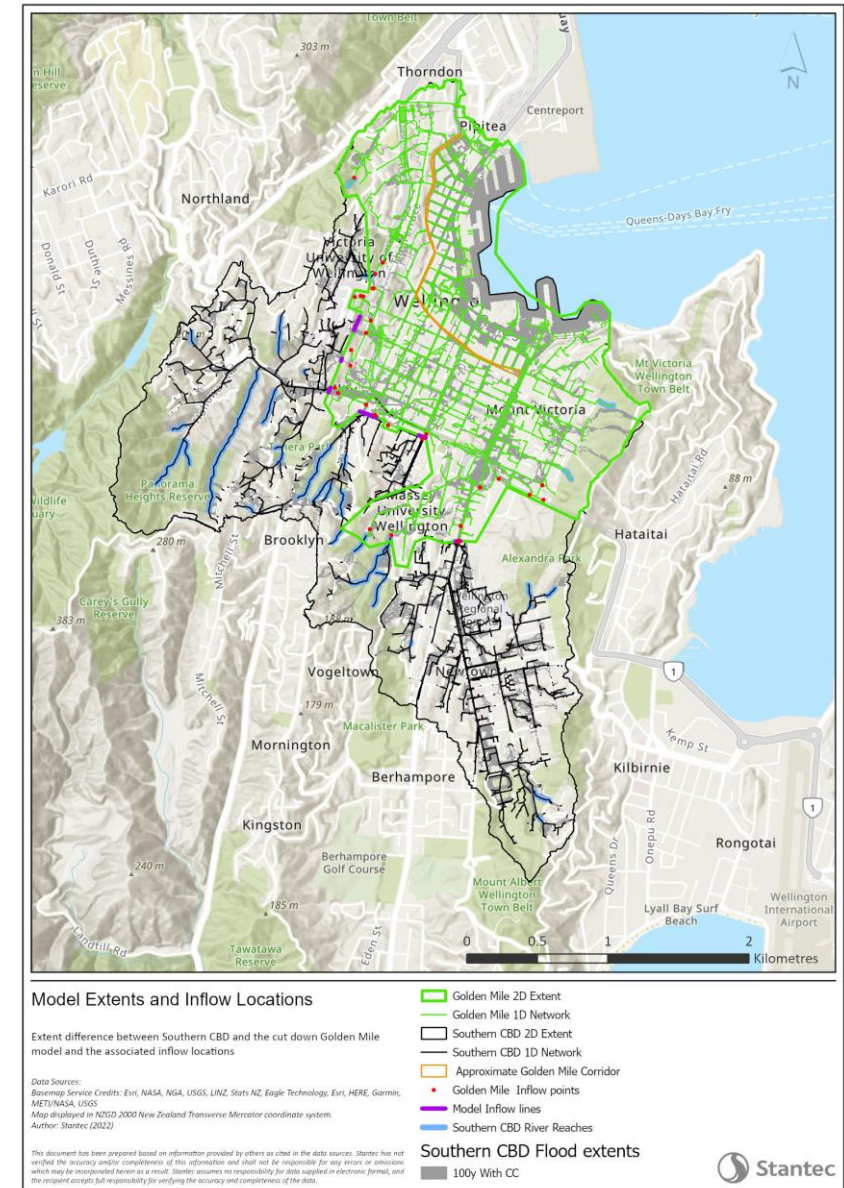 Town Belt
Quay
303 m
Thorndon
n Hill
eserve
Centreport
Pipitea
Karori Rd
Northland
Queens-Days Bay Fry
Donald St
Duthie St
Messines Rd
Victoria
University of
Wellington
Mt Victoria
Wellington
Town Belt
Mount Victoria
Hataitai Rd
88 m
Panorama
Heights Reserve
Wildlife
uary
Massey
University
Wellington
Hataitai
Brooklyn
280 m
Mitchell St
Alexandra Park
Carey's Gully
Reserve
383 m
Regional
Vogeltown
Newtown
1
179 m
Mitchell St
Macalister Park
Mornington
Kemp St
Berhampore
Kilbirnie
1
Kingston
Onepu Rd
Queens Dr
Rongotai
240 m
Berhampore
Golf Course
Mount Albert
Wellington
Town Belt
185 m
Lyall Bay Surf
Beach
Wellington
International
Airport
Landfill Rd
Eden St
Tawatawa
Reserve
0 0.5 1 2
Kilometres
N
Model Extents and Inflow Locations
Extent difference between Southern CBD and the cut down Golden Mile
model and the associated inflow locations
Data Sources:
Basemap Service Credits: Esri, NASA, NGA, USGS, LINZ, Stats NZ, Eagle Technology, Esri, HERE, Garmin,
METI/NASA, USGS
Map displayed in NZGD 2000 New Zealand Transverse Mercator coordinate system.
Author: Stantec (2022)
This document has been prepared based on information provided by others as cited in the data sources. Stantec has not
verified the accuracy and/or completeness of this information and shall not be responsible for any errors or omissions
which may be incorporated herein as a result. Stantec assumes no responsibility for data supplied in electronic format, and
the recipient accepts full responsibility for verifying the accuracy and completeness of the data.
Golden Mile 2D Extent
Golden Mile 1D Network
Southern CBD 2D Extent
Southern CBD 1D Network
Approximate Golden Mile Corridor
Golden Mile Inflow points
Model Inflow lines
Southern CBD River Reaches
Southern CBD Flood extents
100y With CC
Stantec